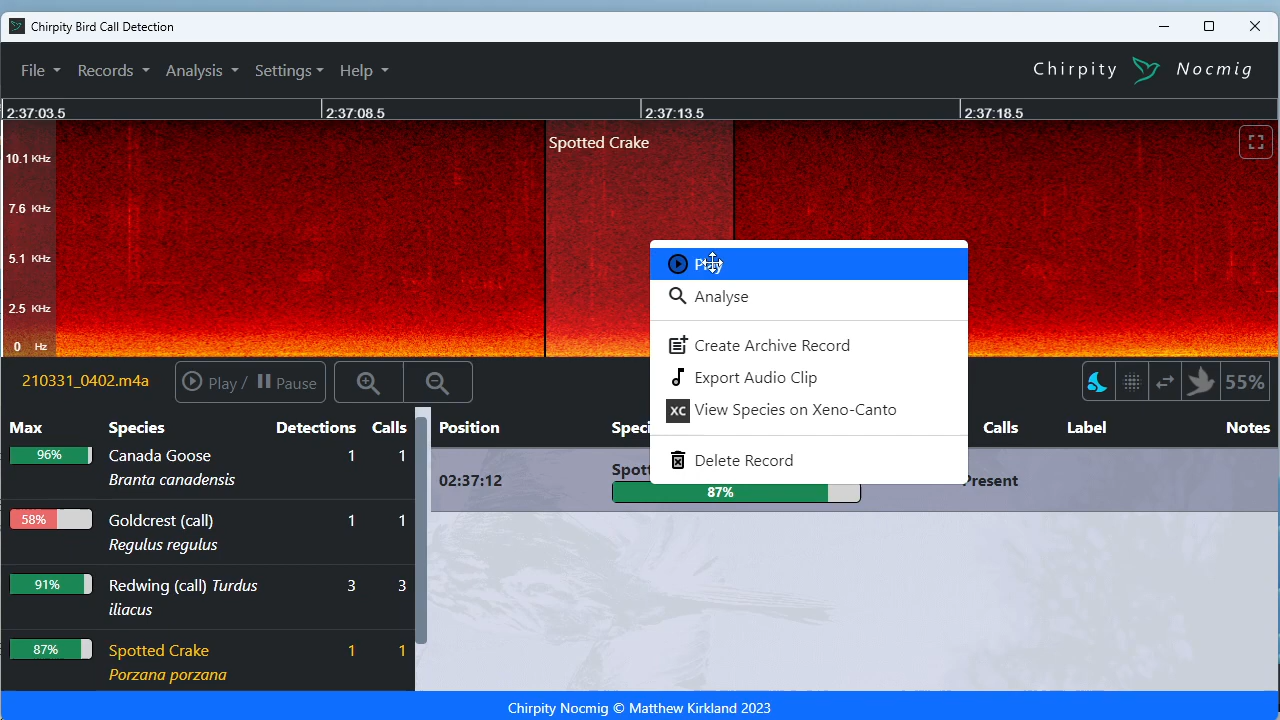 Chirpity Bird Call Detection
File Records Analysis Settings Help
Chirpity Nocmig
2:37:03.5 2:37:08.5 2:37:13.5 2:37:18.5
Spotted Crake
10.1 KHz
7.6 KHz
5.1 KHz
2.5 KHz
0 Hz
Play
Analyse
Create Archive Record
Export Audio Clip
XC View Species on Xeno-Canto
Delete Record
210331_0402.m4a Play / Pause 55%
Max Species Detections Calls
96% Canada Goose 1 1
Branta canadensis
58% Goldcrest (call) 1 1
Regulus regulus
91% Redwing (call) Turdus 3 3
iliacus
87% Spotted Crake 1 1
Porzana porzana
Position Calls Label Notes
02:37:12
87%
Chirpity Nocmig © Matthew Kirkland 2023